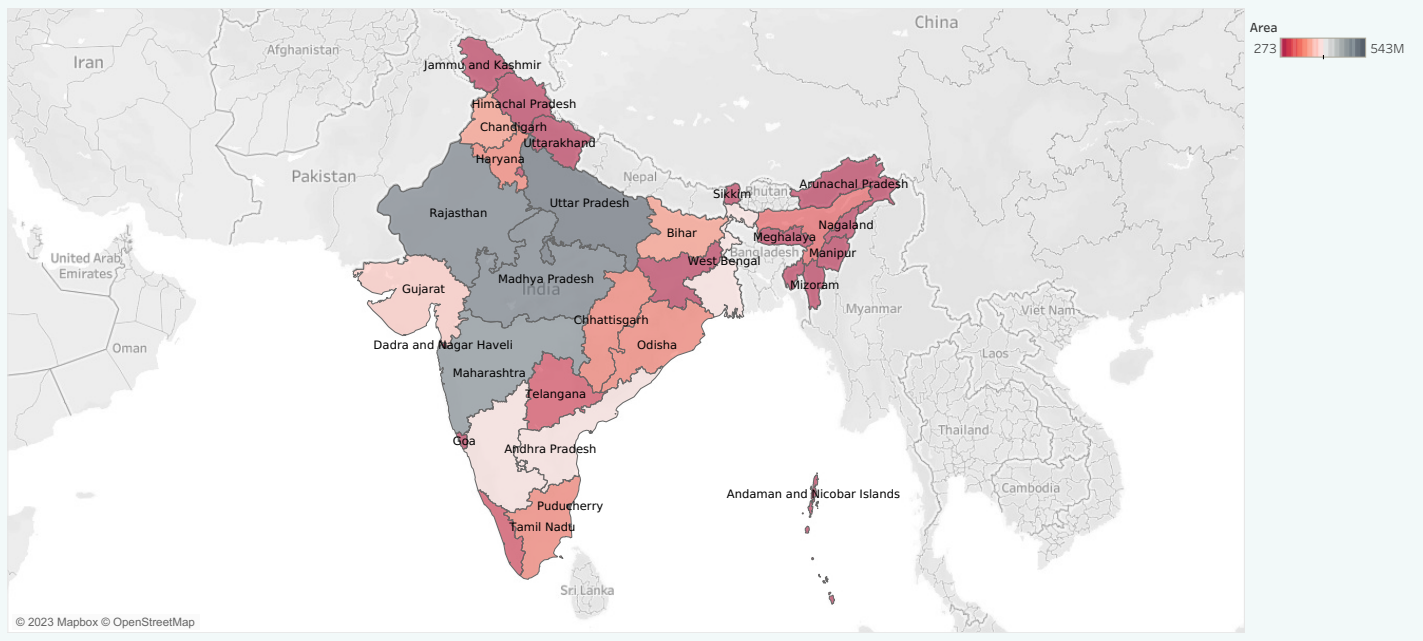 China
Area
273
543M
Afghanistan
Iran
Jammu and Kashmir
Himachal Pradesh
Chandigarh
Uttarakhand
Haryana
Pakistan
Nepal
Sikkim
Bhutan
Arunachal Pradesh
Rajasthan
Uttar Pradesh
Bihar
Nagaland
Meghalaya
Manipur
Bangladesh
West Bengal
United Arab
Emirates
Madhya Pradesh
India
Gujarat
Mizoram
Myanmar
Viet Nam
Chhattisgarh
Dadra and Nagar Haveli
Odisha
Oman
Laos
Maharashtra
Telangana
Thailand
Goa
Andhra Pradesh
Cambodia
Andaman and Nicobar Islands
Puducherry
Tamil Nadu
Sri Lanka
© 2023 Mapbox © OpenStreetMap